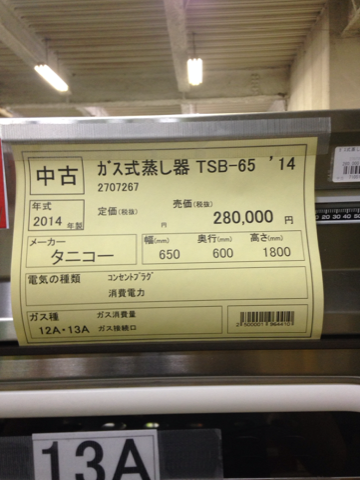 中古
ガス式蒸し器 TSB-65 '14
2707267
年式
2014 年製
定価(税抜) 円
売価(税抜) 280,000 円
メーカー
タニコー
幅(mm) 奥行(mm) 高さ(mm)
650 600 1800
電気の種類 コンセントプラグ
消費電力
ガス種 ガス消費量
12A・13A ガス接続口
13A